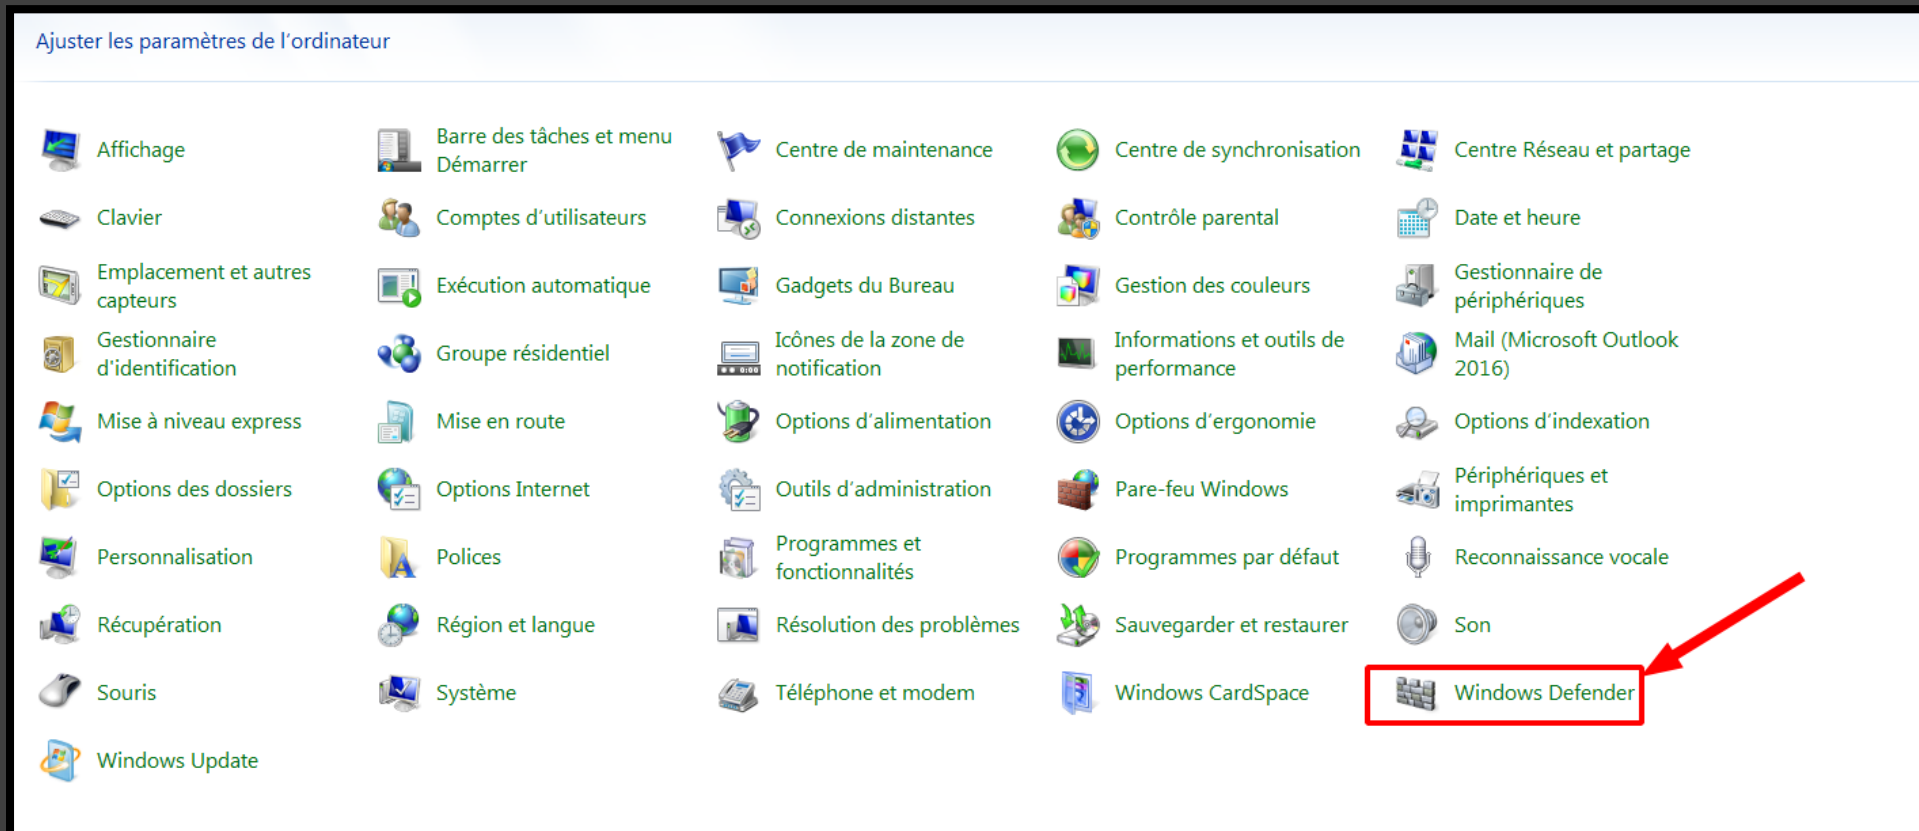 Ajuster les paramètres de l'ordinateur
Affichage
Barre des tâches et menu
Démarrer
Centre de maintenance
Centre de synchronisation
Centre Réseau et partage
Clavier
Comptes d'utilisateurs
Connexions distantes
Contrôle parental
Date et heure
Emplacement et autres
capteurs
Exécution automatique
Gadgets du Bureau
Gestion des couleurs
Gestionnaire de
périphériques
Gestionnaire
d'identification
Groupe résidentiel
Icônes de la zone de
notification
Informations et outils de
performance
Mail (Microsoft Outlook
2016)
Mise à niveau express
Mise en route
Options d'alimentation
Options d'ergonomie
Options d'indexation
Options des dossiers
Options Internet
Outils d'administration
Pare-feu Windows
Périphériques et
imprimantes
Personnalisation
Polices
Programmes et
fonctionnalités
Programmes par défaut
Reconnaissance vocale
Récupération
Région et langue
Résolution des problèmes
Sauvegarder et restaurer
Son
Souris
Système
Téléphone et modem
Windows CardSpace
Windows Defender
Windows Update